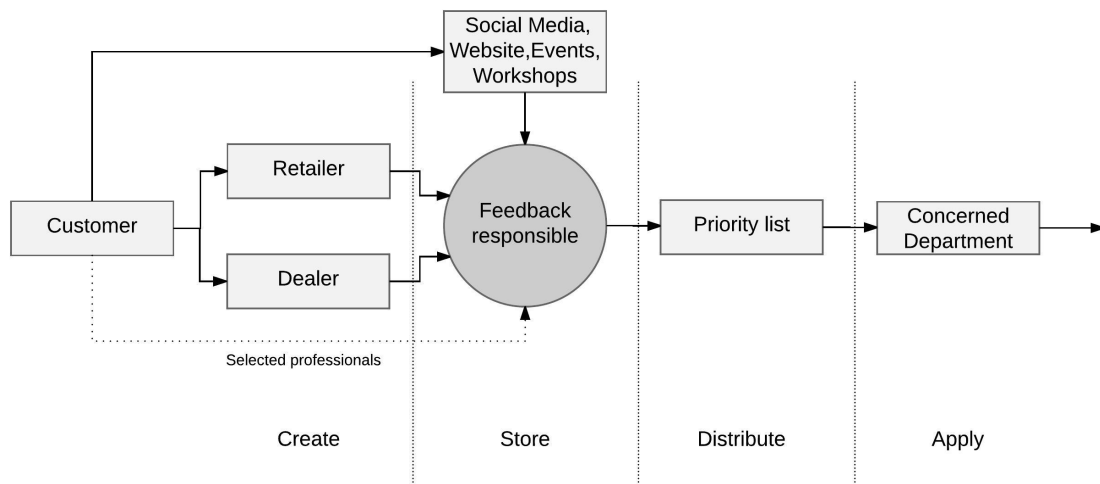 Social Media,
Website,Events,
Workshops
Retailer
Customer
Feedback
responsible
Priority list
Concerned
Department
Dealer
Selected professionals
Create
Store
Distribute
Apply